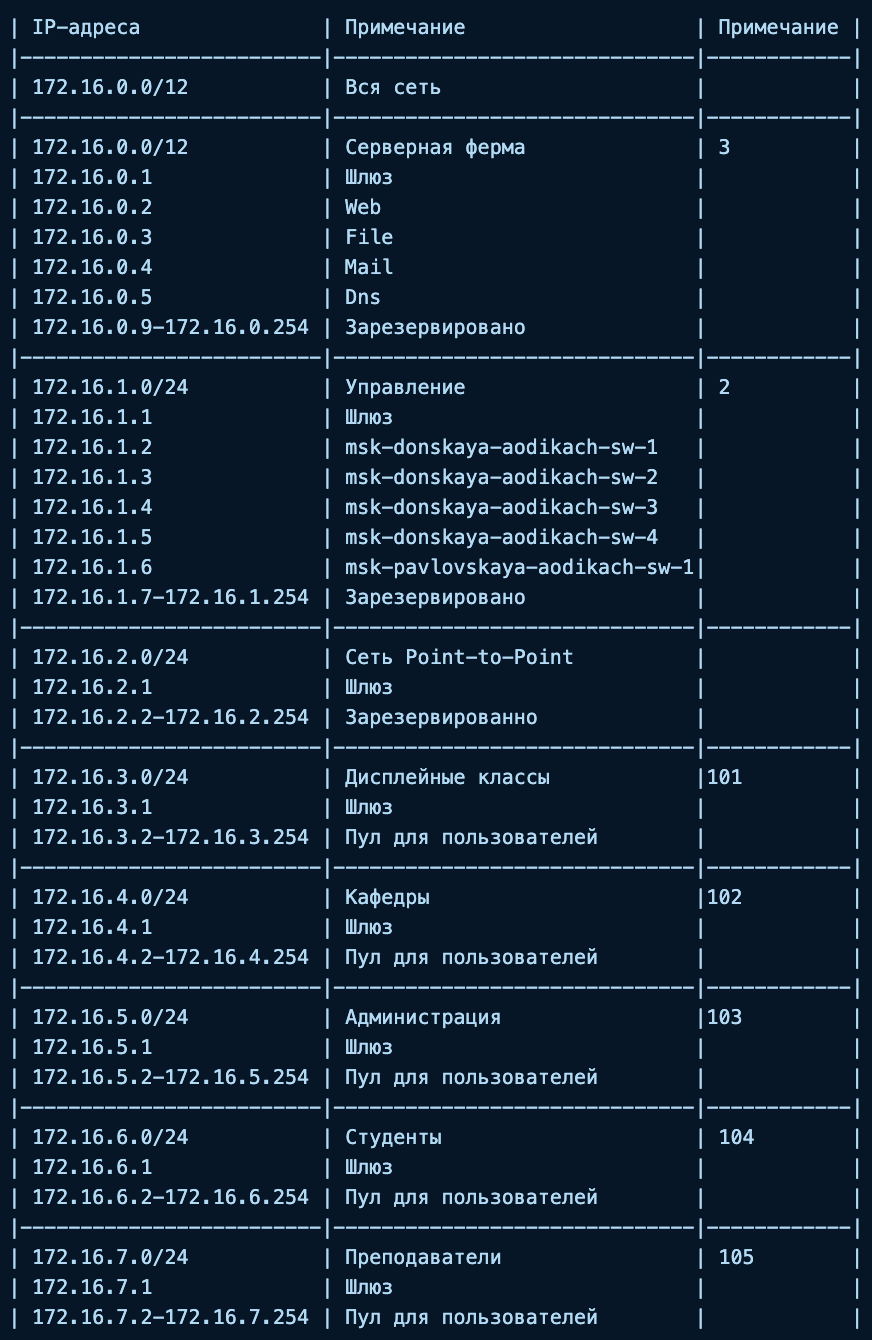 | IP-адреса | Примечание | Примечание |
|-------------------------|------------------------------|------------|
| 172.16.0.0/12 | Вся сеть | |
|-------------------------|------------------------------|------------|
| 172.16.0.0/12 | Серверная ферма | 3 |
| 172.16.0.1 | Шлюз | |
| 172.16.0.2 | Web | |
| 172.16.0.3 | File | |
| 172.16.0.4 | Mail | |
| 172.16.0.5 | Dns | |
| 172.16.0.9-172.16.0.254 | Зарезервировано | |
|-------------------------|------------------------------|------------|
| 172.16.1.0/24 | Управление | 2 |
| 172.16.1.1 | Шлюз | |
| 172.16.1.2 | msk-donskaya-aodikach-sw-1 | |
| 172.16.1.3 | msk-donskaya-aodikach-sw-2 | |
| 172.16.1.4 | msk-donskaya-aodikach-sw-3 | |
| 172.16.1.5 | msk-donskaya-aodikach-sw-4 | |
| 172.16.1.6 | msk-pavlovskaya-aodikach-sw-1| |
| 172.16.1.7-172.16.1.254 | Зарезервировано | |
|-------------------------|------------------------------|------------|
| 172.16.2.0/24 | Сеть Point-to-Point | |
| 172.16.2.1 | Шлюз | |
| 172.16.2.2-172.16.2.254 | Зарезервированно | |
|-------------------------|------------------------------|------------|
| 172.16.3.0/24 | Дисплейные классы |101 |
| 172.16.3.1 | Шлюз | |
| 172.16.3.2-172.16.3.254 | Пул для пользователей | |
|-------------------------|------------------------------|------------|
| 172.16.4.0/24 | Кафедры |102 |
| 172.16.4.1 | Шлюз | |
| 172.16.4.2-172.16.4.254 | Пул для пользователей | |
|-------------------------|------------------------------|------------|
| 172.16.5.0/24 | Администрация |103 |
| 172.16.5.1 | Шлюз | |
| 172.16.5.2-172.16.5.254 | Пул для пользователей | |
|-------------------------|------------------------------|------------|
| 172.16.6.0/24 | Студенты | 104 |
| 172.16.6.1 | Шлюз | |
| 172.16.6.2-172.16.6.254 | Пул для пользователей | |
|-------------------------|------------------------------|------------|
| 172.16.7.0/24 | Преподаватели | 105 |
| 172.16.7.1 | Шлюз | |
| 172.16.7.2-172.16.7.254 | Пул для пользователей | |